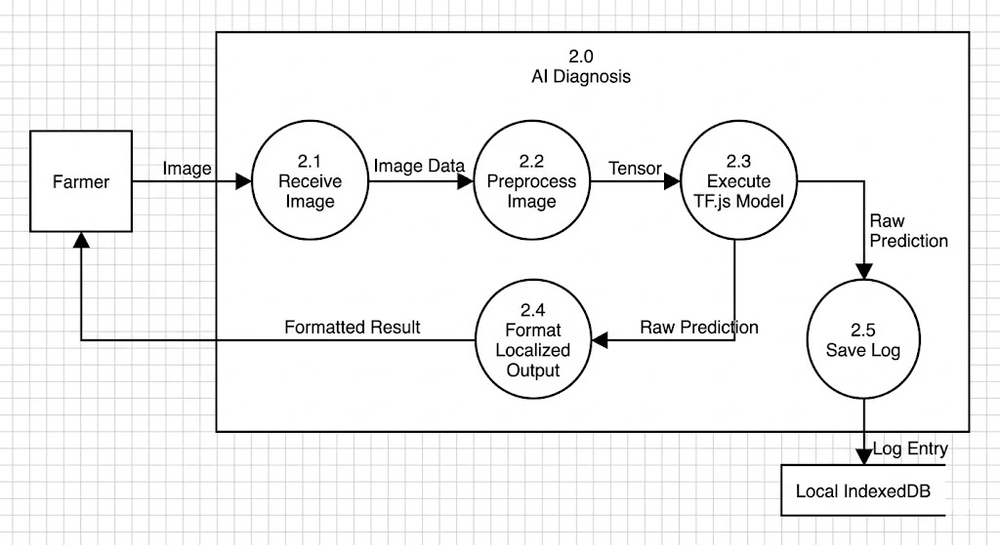 2.0
AI Diagnosis
Farmer
Image
2.1
Receive
Image
Image Data
2.2
Preprocess
Image
Tensor
2.3
Execute
TF.js Model
Raw
Prediction
Formatted Result
2.4
Format
Localized
Output
Raw Prediction
2.5
Save Log
Log Entry
Local IndexedDB